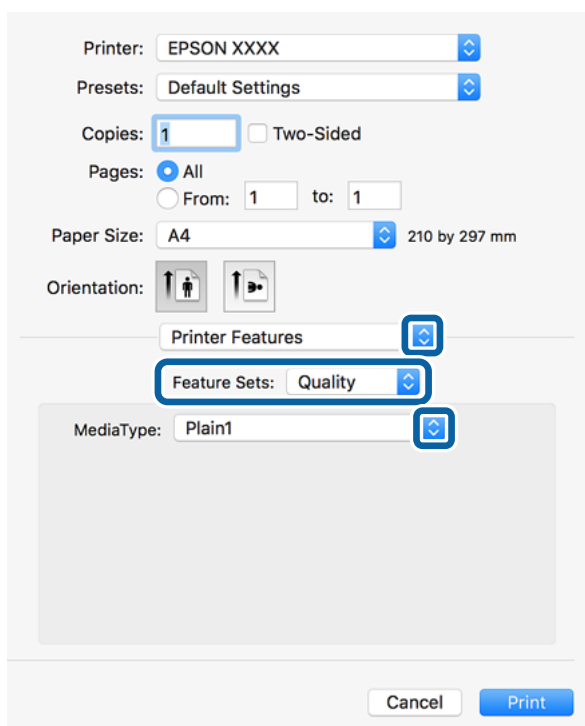 Printer: EPSON XXXX
Presets: Default Settings
Copies: 1 Two-Sided
Pages: All
From: 1 to: 1
Paper Size: A4 210 by 297 mm
Orientation:
Printer Features
Feature Sets: Quality
MediaType: Plain1
Cancel Print